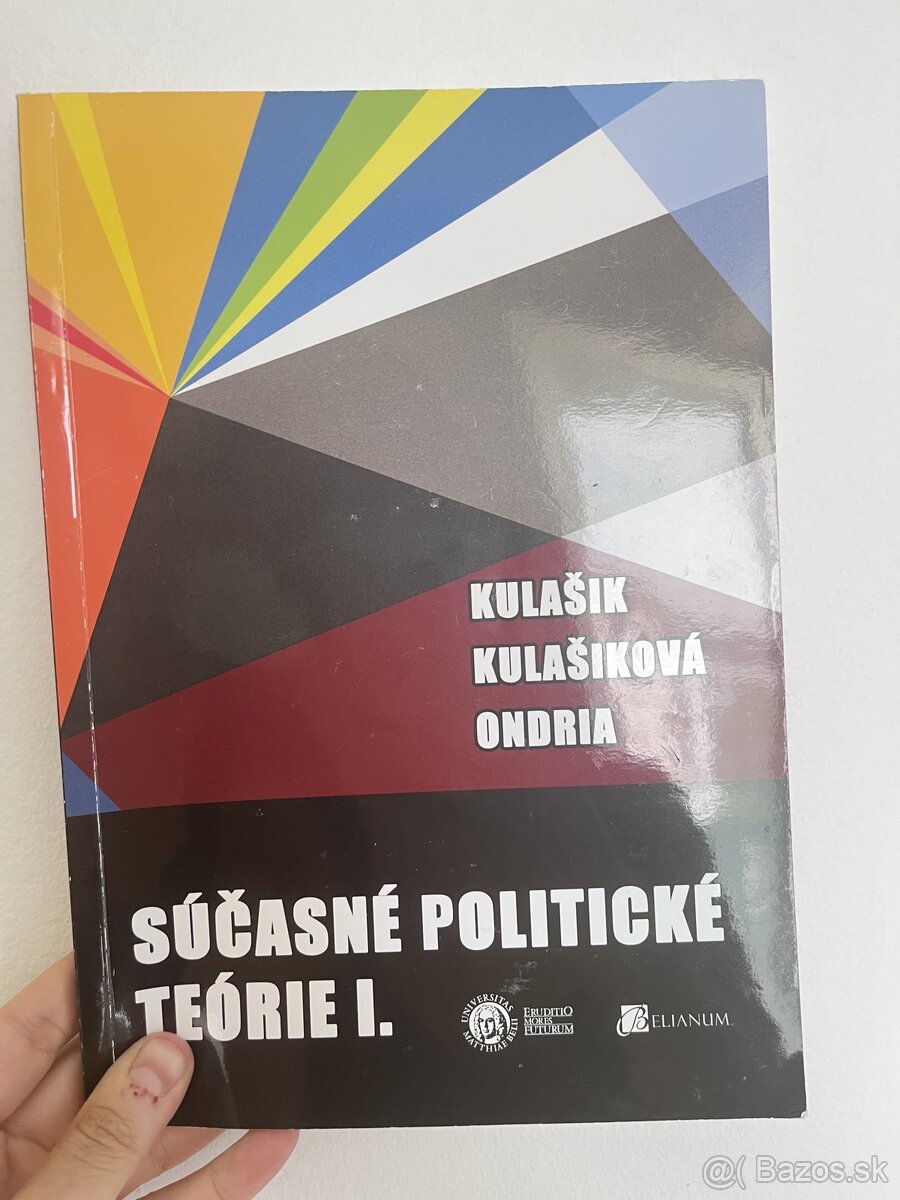 KULAŠIK
KULAŠIKOVÁ
ONDRIA
SÚČASNÉ POLITICKÉ
TEÓRIE I.
UNIVERSITAS
MATTHIAE BELII
ERUDITIO
MORES
FUTURUM
BELIANUM
@( Bazos.sk